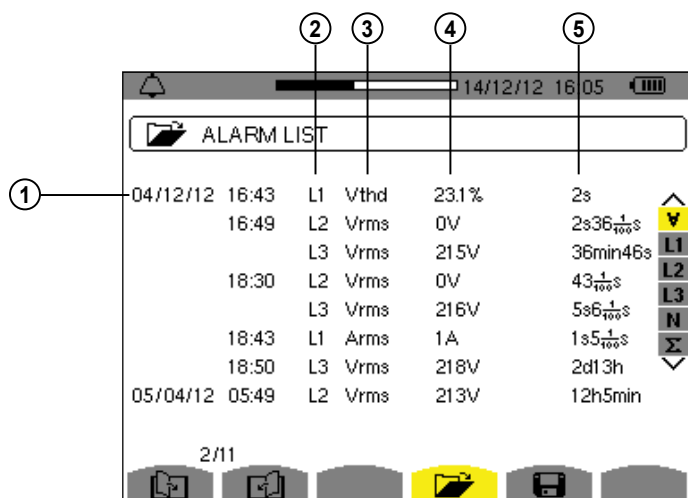 2 3 4 5
14/12/12 16:05
ALARM LIST
1
04/12/12 16:43 L1 Vthd 23.1% 2s
16:49 L2 Vrms 0V 2s36 1/100 s
L3 Vrms 215V 36min46s
18:30 L2 Vrms 0V 43 1/100 s
L3 Vrms 216V 5s6 1/100 s
18:43 L1 Arms 1A 1s5 1/100 s
18:50 L3 Vrms 218V 2d13h
05/04/12 05:49 L2 Vrms 213V 12h5min
∀
L1
L2
L3
N
Σ
2/11